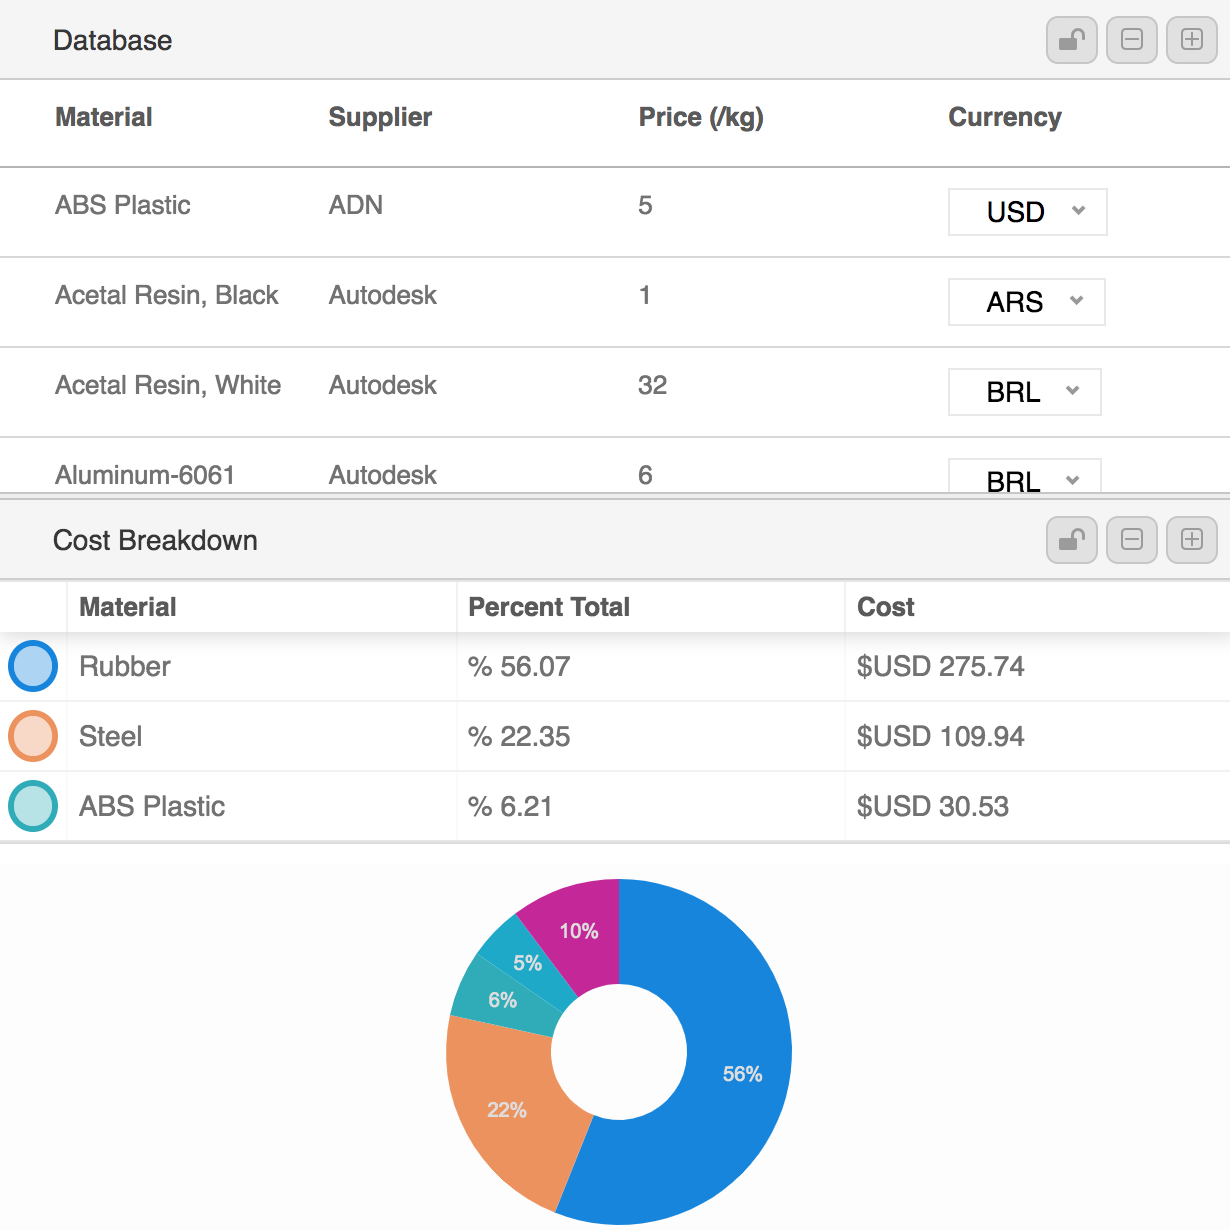 Database
Material Supplier Price (/kg) Currency
ABS Plastic ADN 5 USD
Acetal Resin, Black Autodesk 1 ARS
Acetal Resin, White Autodesk 32 BRL
Aluminum-6061 Autodesk 6 BRL
Cost Breakdown
Material Percent Total Cost
Rubber % 56.07 $USD 275.74
Steel % 22.35 $USD 109.94
ABS Plastic % 6.21 $USD 30.53
10%
5%
6%
56%
22%